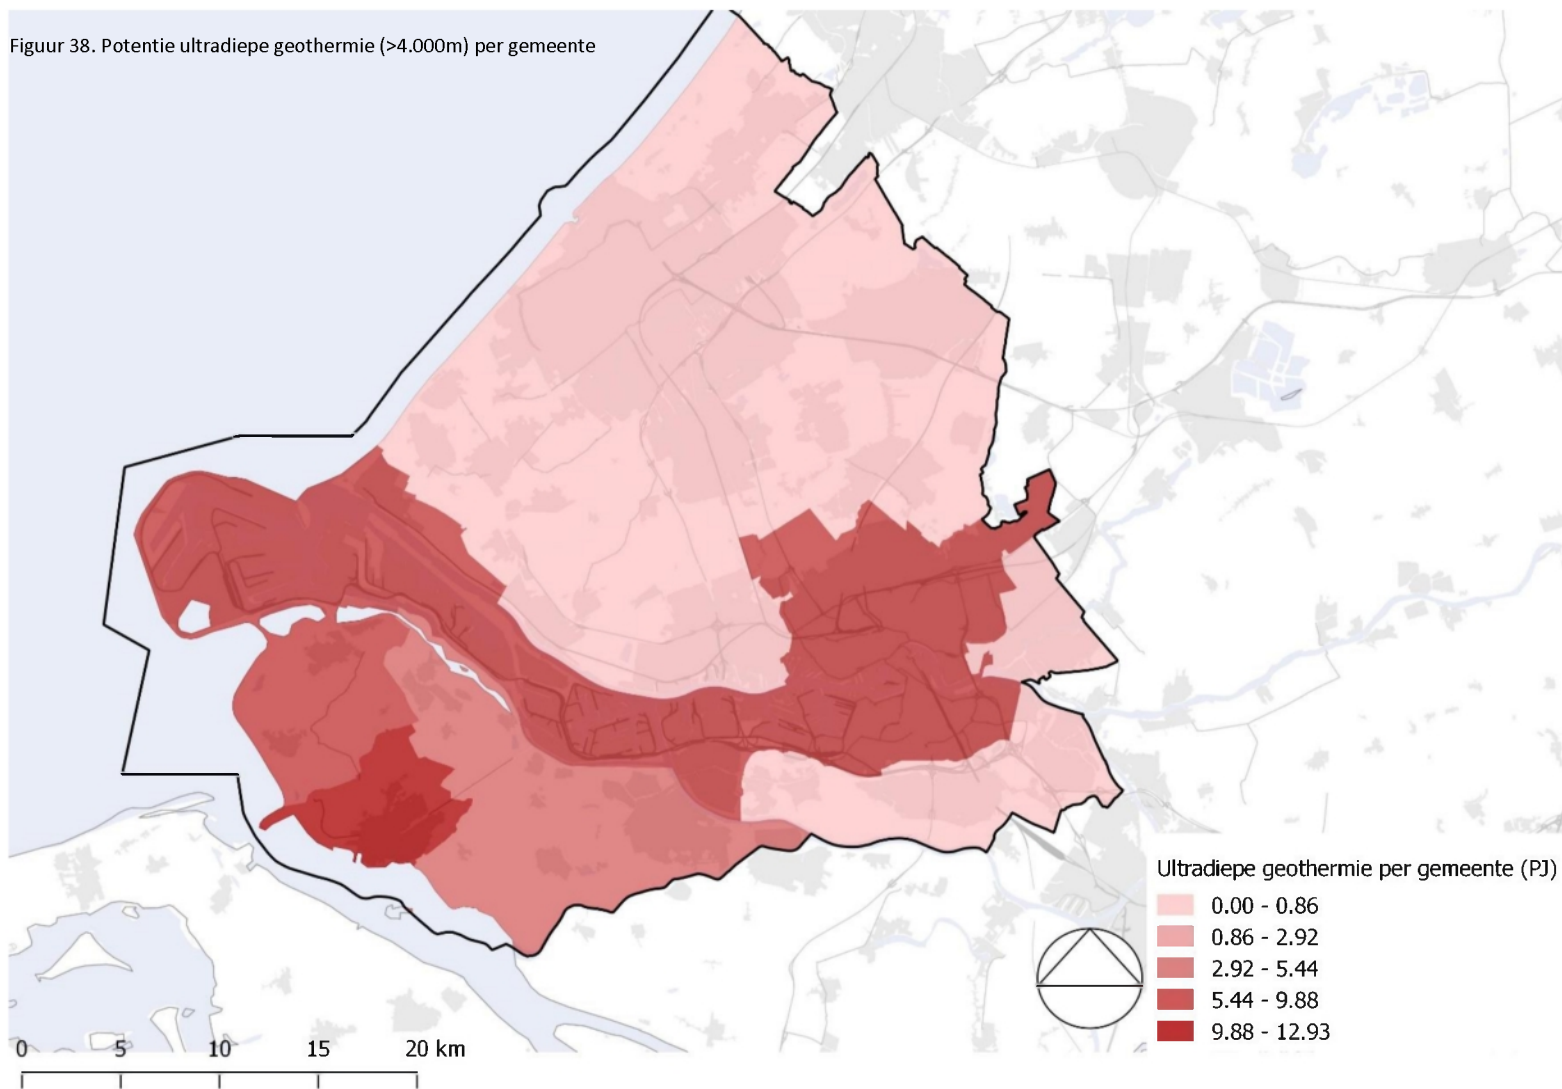 Figuur 38. Potentie ultradiepe geothermie (>4.000m) per gemeente
Ultradiepe geothermie per gemeente (PJ)
0.00 - 0.86
0.86 - 2.92
2.92 - 5.44
5.44 - 9.88
9.88 - 12.93
0 5 10 15 20 km